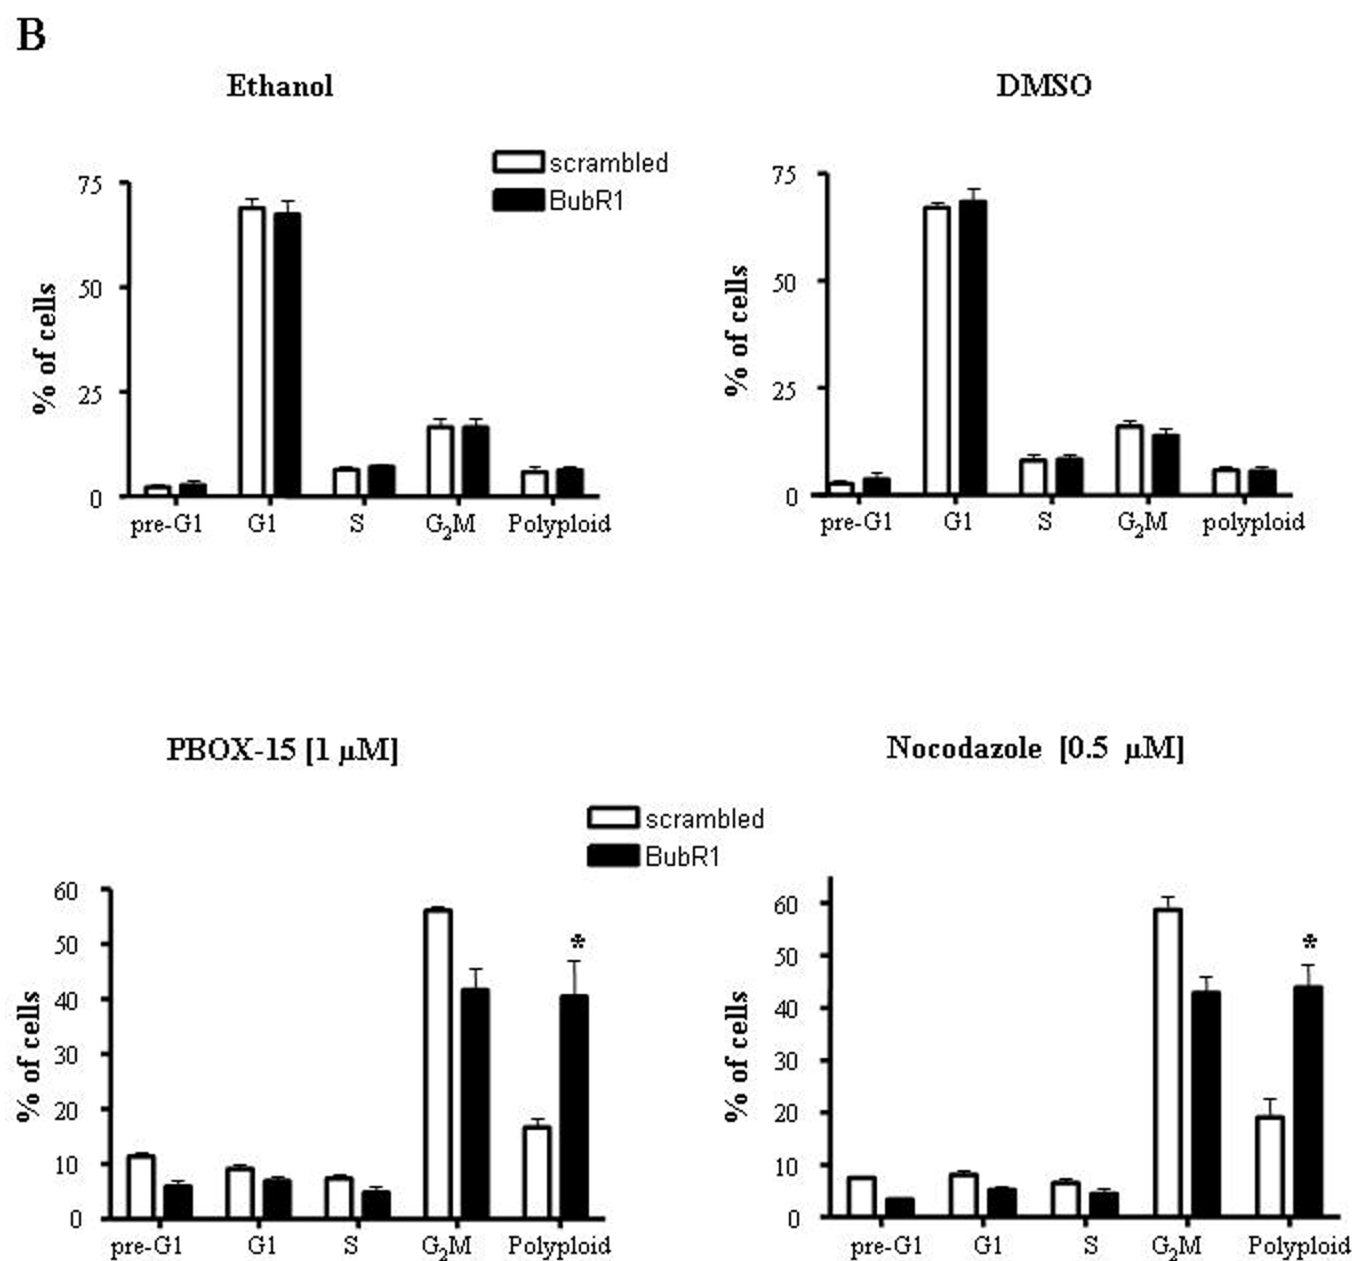 B
Ethanol
scrambled
BubR1
75
50
25
0
% of cells
pre-G1 G1 S G₂M Polyploid
DMSO
75
50
25
0
% of cells
pre-G1 G1 S G₂M polyploid
PBOX-15 [1 µM]
scrambled
BubR1
60
50
40
30
20
10
0
% of cells
*
pre-G1 G1 S G₂M Polyploid
Nocodazole [0.5 µM]
60
50
40
30
20
10
0
% of cells
*
pre-G1 G1 S G₂M Polyploid